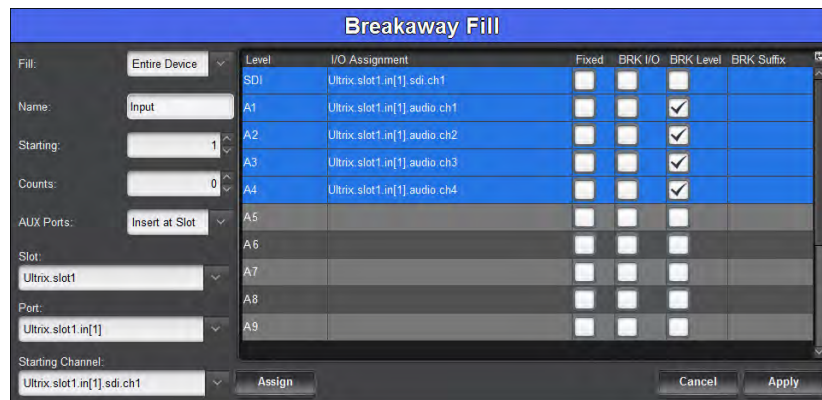 Breakaway Fill
Fill: Entire Device
Name: Input
Starting: 1
Counts: 0
AUX Ports: Insert at Slot
Slot:
Ultrix.slot1
Port:
Ultrix.slot1.in[1]
Starting Channel:
Ultrix.slot1.in[1].sdi.ch1
Level I/O Assignment Fixed BRK I/O BRK Level BRK Suffix
SDI Ultrix.slot1.in[1].sdi.ch1
A1 Ultrix.slot1.in[1].audio.ch1
A2 Ultrix.slot1.in[1].audio.ch2
A3 Ultrix.slot1.in[1].audio.ch3
A4 Ultrix.slot1.in[1].audio.ch4
A5
A6
A7
A8
A9
Assign Cancel Apply